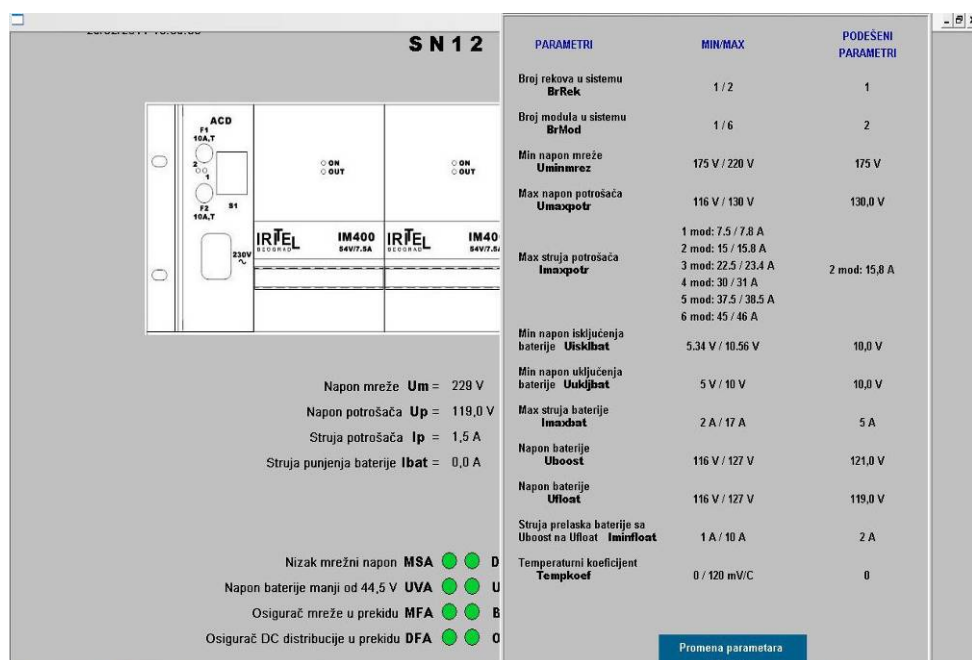 SN12
ACD
F1
10A,T
2
1
F2
10A,T
S1
230V
~
ON
OUT
ON
OUT
IRITEL
BEOGRAD
IM400
54V/7.5A
IRITEL
BEOGRAD
Napon mreže Um = 229 V
Napon potrošača Up = 119,0 V
Struja potrošača Ip = 1,5 A
Struja punjenja baterije Ibat = 0,0 A
Nizak mrežni napon MSA
Napon baterije manji od 44,5 V UVA
Osigurač mreže u prekidu MFA
Osigurač DC distribucije u prekidu DFA
PARAMETRI MIN/MAX PODEŠENI
PARAMETRI
Broj rekova u sistemu
BrRek 1 / 2 1
Broj modula u sistemu
BrMod 1 / 6 2
Min napon mreže
Uminmrez 175 V / 220 V 175 V
Max napon potrošača
Umaxpotr 116 V / 130 V 130,0 V
Max struja potrošača
Imaxpotr
1 mod: 7.5 / 7.8 A
2 mod: 15 / 15.8 A
3 mod: 22.5 / 23.4 A
4 mod: 30 / 31 A
5 mod: 37.5 / 38.5 A
6 mod: 45 / 46 A
2 mod: 15,8 A
Min napon isključenja
baterije Uisklbat 5.34 V / 10.56 V 10,0 V
Min napon uključenja
baterije Uukljbat 5 V / 10 V 10,0 V
Max struja baterije
Imaxbat 2 A / 17 A 5 A
Napon baterije
Uboost 116 V / 127 V 121,0 V
Napon baterije
Ufloat 116 V / 127 V 119,0 V
Struja prelaska baterije sa
Uboost na Ufloat Iminfloat 1 A / 10 A 2 A
Temperaturni koeficijent
Tempkoef 0 / 120 mV/C 0
Promena parametara